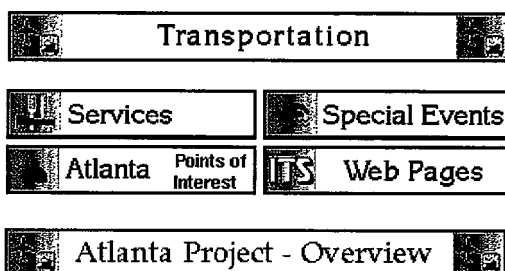 Transportation
Services
Special Events
Atlanta Points of Interest
ITS Web Pages
Atlanta Project - Overview